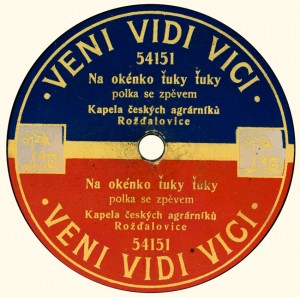 VENI VIDI VICI
54151
Na okénko ťuky ťuky
polka se zpěvem
Kapela českých agrárníků
Rožďalovice
Na okénko ťuky ťuky
polka se zpěvem
Kapela českých agrárníků
Rožďalovice
54151
VENI VIDI VICI